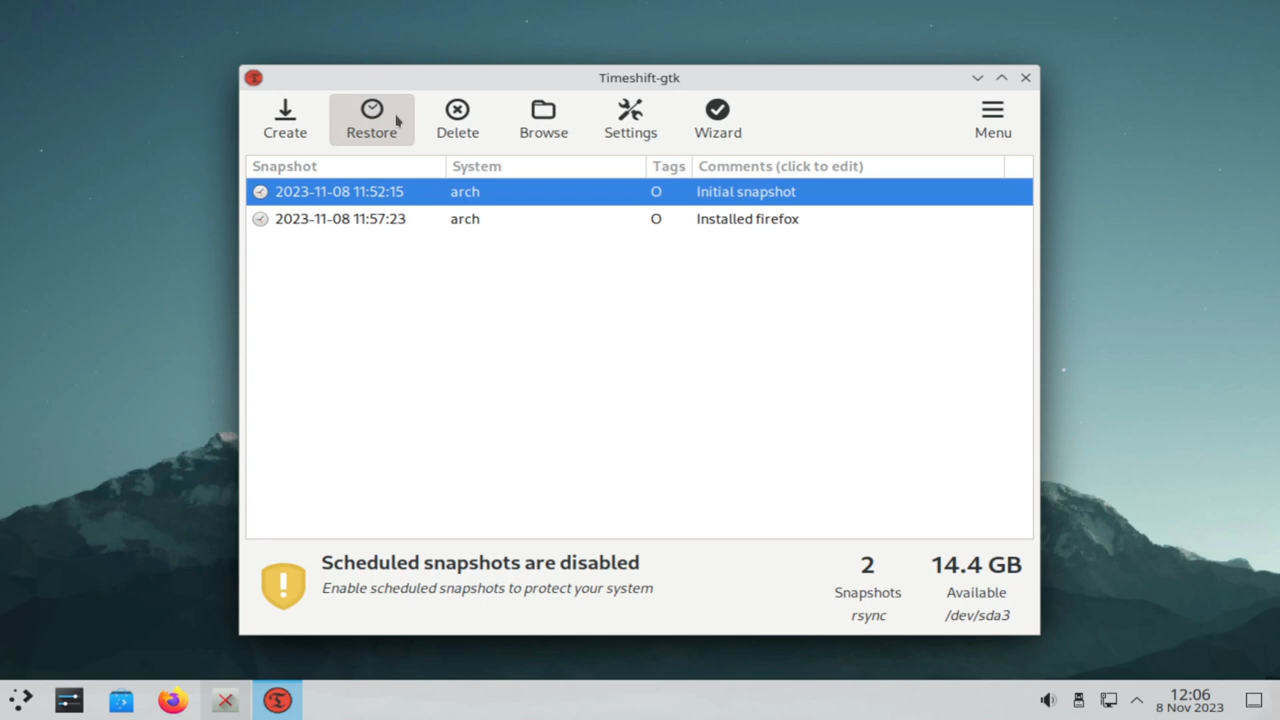 Timeshift-gtk
Create Restore Delete Browse Settings Wizard Menu
Snapshot System Tags Comments (click to edit)
2023-11-08 11:52:15 arch O Initial snapshot
2023-11-08 11:57:23 arch O Installed firefox
Scheduled snapshots are disabled
Enable scheduled snapshots to protect your system
2 14.4 GB
Snapshots Available
rsync /dev/sda3
12:06
8 Nov 2023